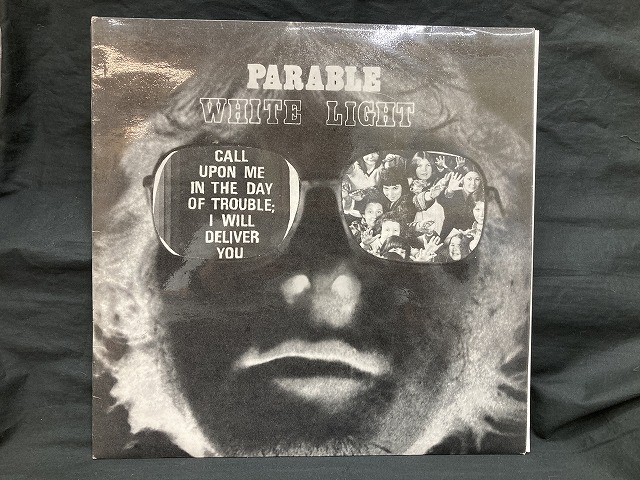 PARABLE
WHITE LIGHT
CALL
UPON ME
IN THE DAY
OF TROUBLE;
I WILL
DELIVER
YOU